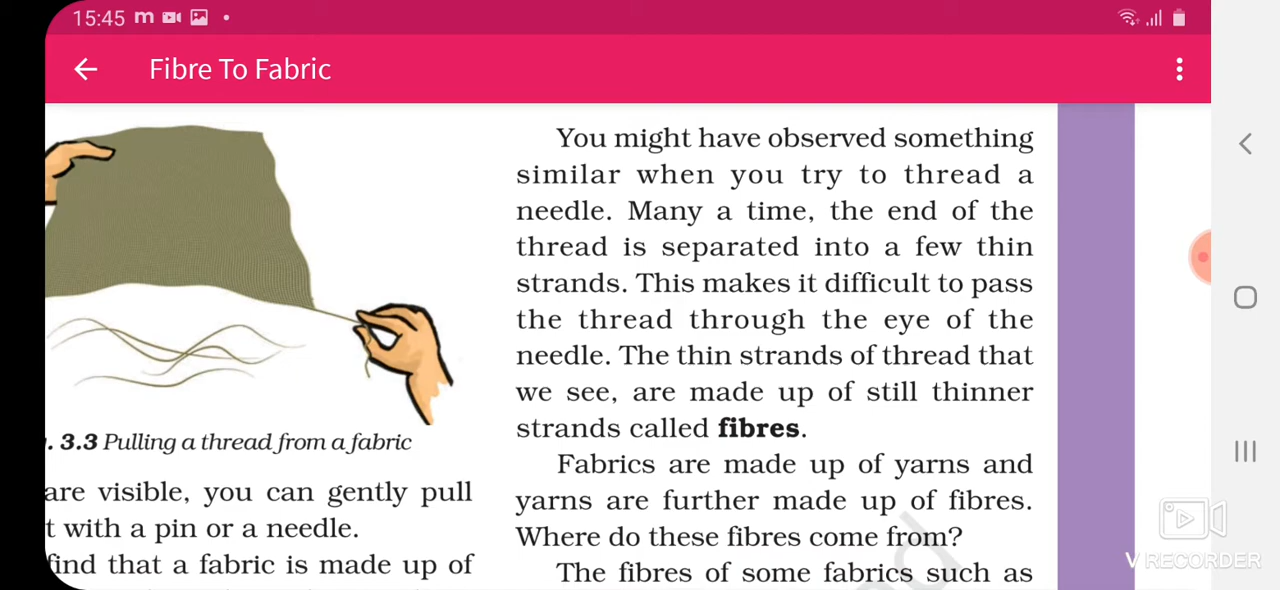 15:45 m
Fibre To Fabric
. 3.3 Pulling a thread from a fabric
are visible, you can gently pull
t with a pin or a needle.
find that a fabric is made up of
You might have observed something
similar when you try to thread a
needle. Many a time, the end of the
thread is separated into a few thin
strands. This makes it difficult to pass
the thread through the eye of the
needle. The thin strands of thread that
we see, are made up of still thinner
strands called fibres.
Fabrics are made up of yarns and
yarns are further made up of fibres.
Where do these fibres come from?
The fibres of some fabrics such as
V RECORDER